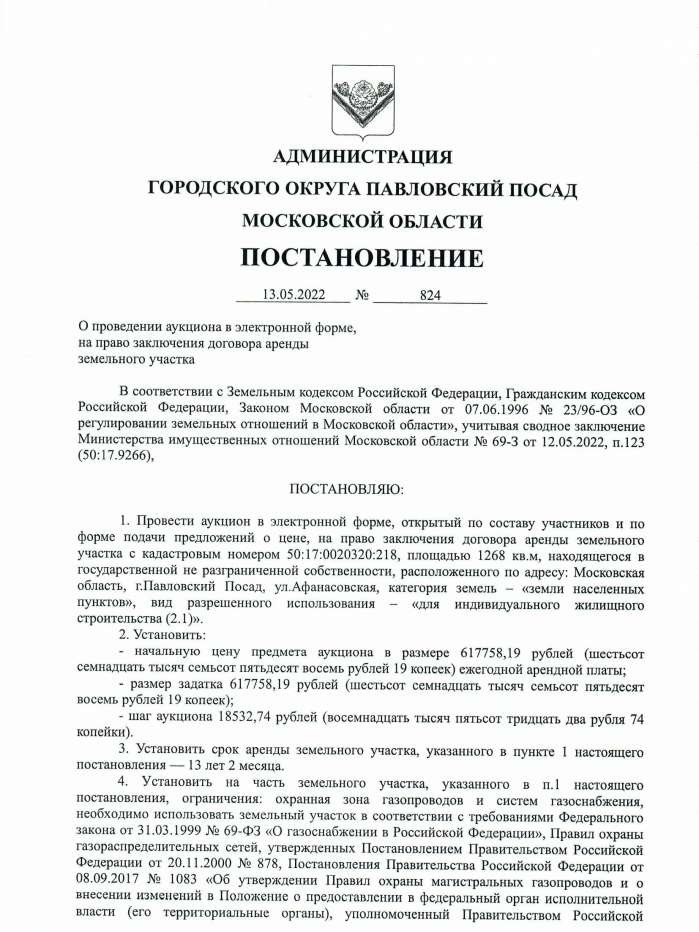 АДМИНИСТРАЦИЯ
ГОРОДСКОГО ОКРУГА ПАВЛОВСКИЙ ПОСАД
МОСКОВСКОЙ ОБЛАСТИ
ПОСТАНОВЛЕНИЕ
13.05.2022 № 824
О проведении аукциона в электронной форме,
на право заключения договора аренды
земельного участка
В соответствии с Земельным кодексом Российской Федерации, Гражданским кодексом
Российской Федерации, Законом Московской области от 07.06.1996 № 23/96-ОЗ «О
регулировании земельных отношений в Московской области», учитывая сводное заключение
Министерства имущественных отношений Московской области № 69-З от 12.05.2022, п.123
(50:17.9266),
ПОСТАНОВЛЯЮ:
1. Провести аукцион в электронной форме, открытый по составу участников и по
форме подачи предложений о цене, на право заключения договора аренды земельного
участка с кадастровым номером 50:17:0020320:218, площадью 1268 кв.м, находящегося в
государственной не разграниченной собственности, расположенного по адресу: Московская
область, г.Павловский Посад, ул.Афанасовская, категория земель – «земли населенных
пунктов», вид разрешенного использования – «для индивидуального жилищного
строительства (2.1)».
2. Установить:
- начальную цену предмета аукциона в размере 617758,19 рублей (шестьсот
семнадцать тысяч семьсот пятьдесят восемь рублей 19 копеек) ежегодной арендной платы;
- размер задатка 617758,19 рублей (шестьсот семнадцать тысяч семьсот пятьдесят
восемь рублей 19 копеек);
- шаг аукциона 18532,74 рублей (восемнадцать тысяч пятьсот тридцать два рубля 74
копейки).
3. Установить срок аренды земельного участка, указанного в пункте 1 настоящего
постановления — 13 лет 2 месяца.
4. Установить на часть земельного участка, указанного в п.1 настоящего
постановления, ограничения: охранная зона газопроводов и систем газоснабжения,
необходимо использовать земельный участок в соответствии с требованиями Федерального
закона от 31.03.1999 № 69-ФЗ «О газоснабжении в Российской Федерации», Правил охраны
газораспределительных сетей, утвержденных Постановлением Правительством Российской
Федерации от 20.11.2000 № 878, Постановления Правительства Российской Федерации от
08.09.2017 № 1083 «Об утверждении Правил охраны магистральных газопроводов и о
внесении изменений в Положение о предоставлении в федеральный орган исполнительной
власти (его территориальные органы), уполномоченный Правительством Российской